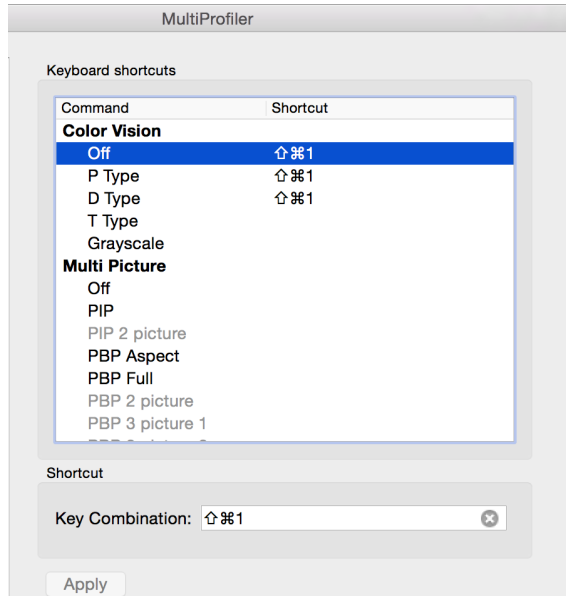 MultiProfiler
Keyboard shortcuts
Command Shortcut
Color Vision
Off ⇧⌘1
P Type ⇧⌘1
D Type ⇧⌘1
T Type
Grayscale
Multi Picture
Off
PIP
PIP 2 picture
PBP Aspect
PBP Full
PBP 2 picture
PBP 3 picture 1
Shortcut
Key Combination: ⇧⌘1
Apply